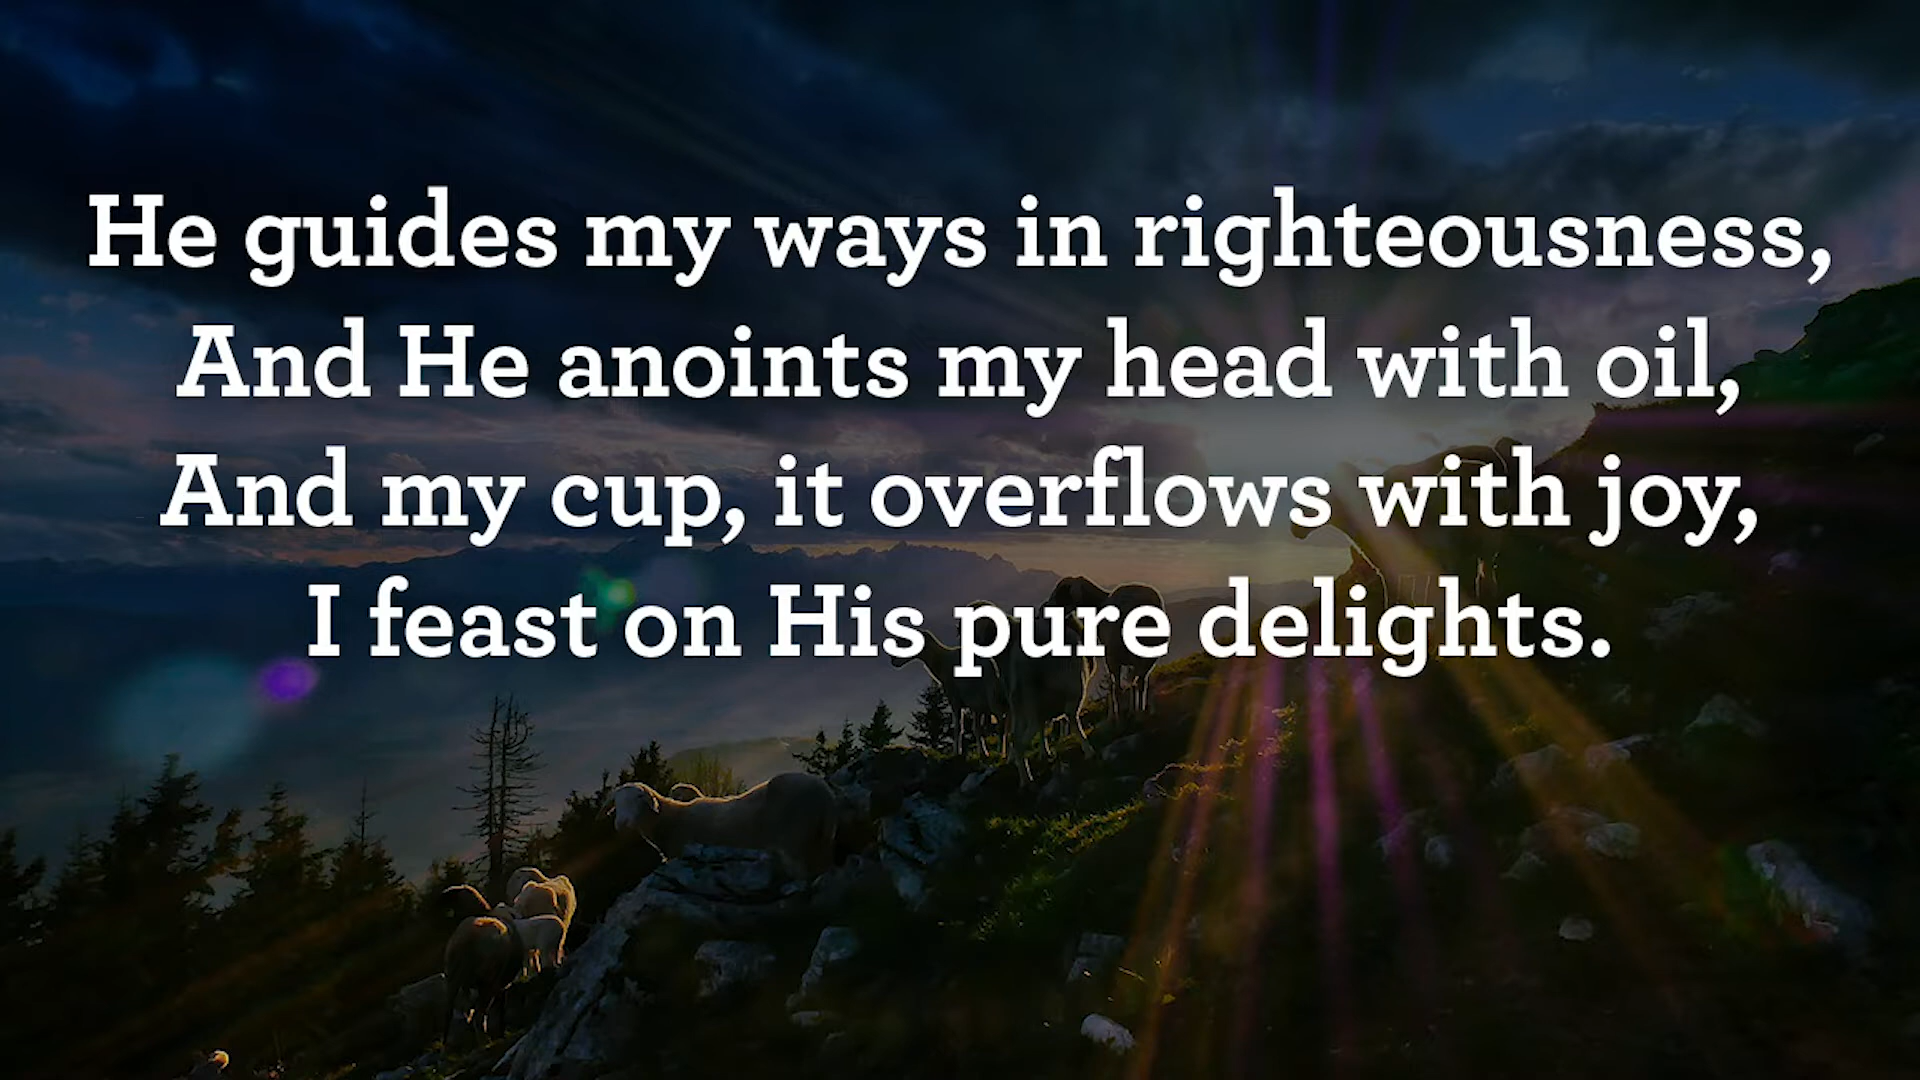 He guides my ways in righteousness,
And He anoints my head with oil,
And my cup, it overflows with joy,
I feast on His pure delights.